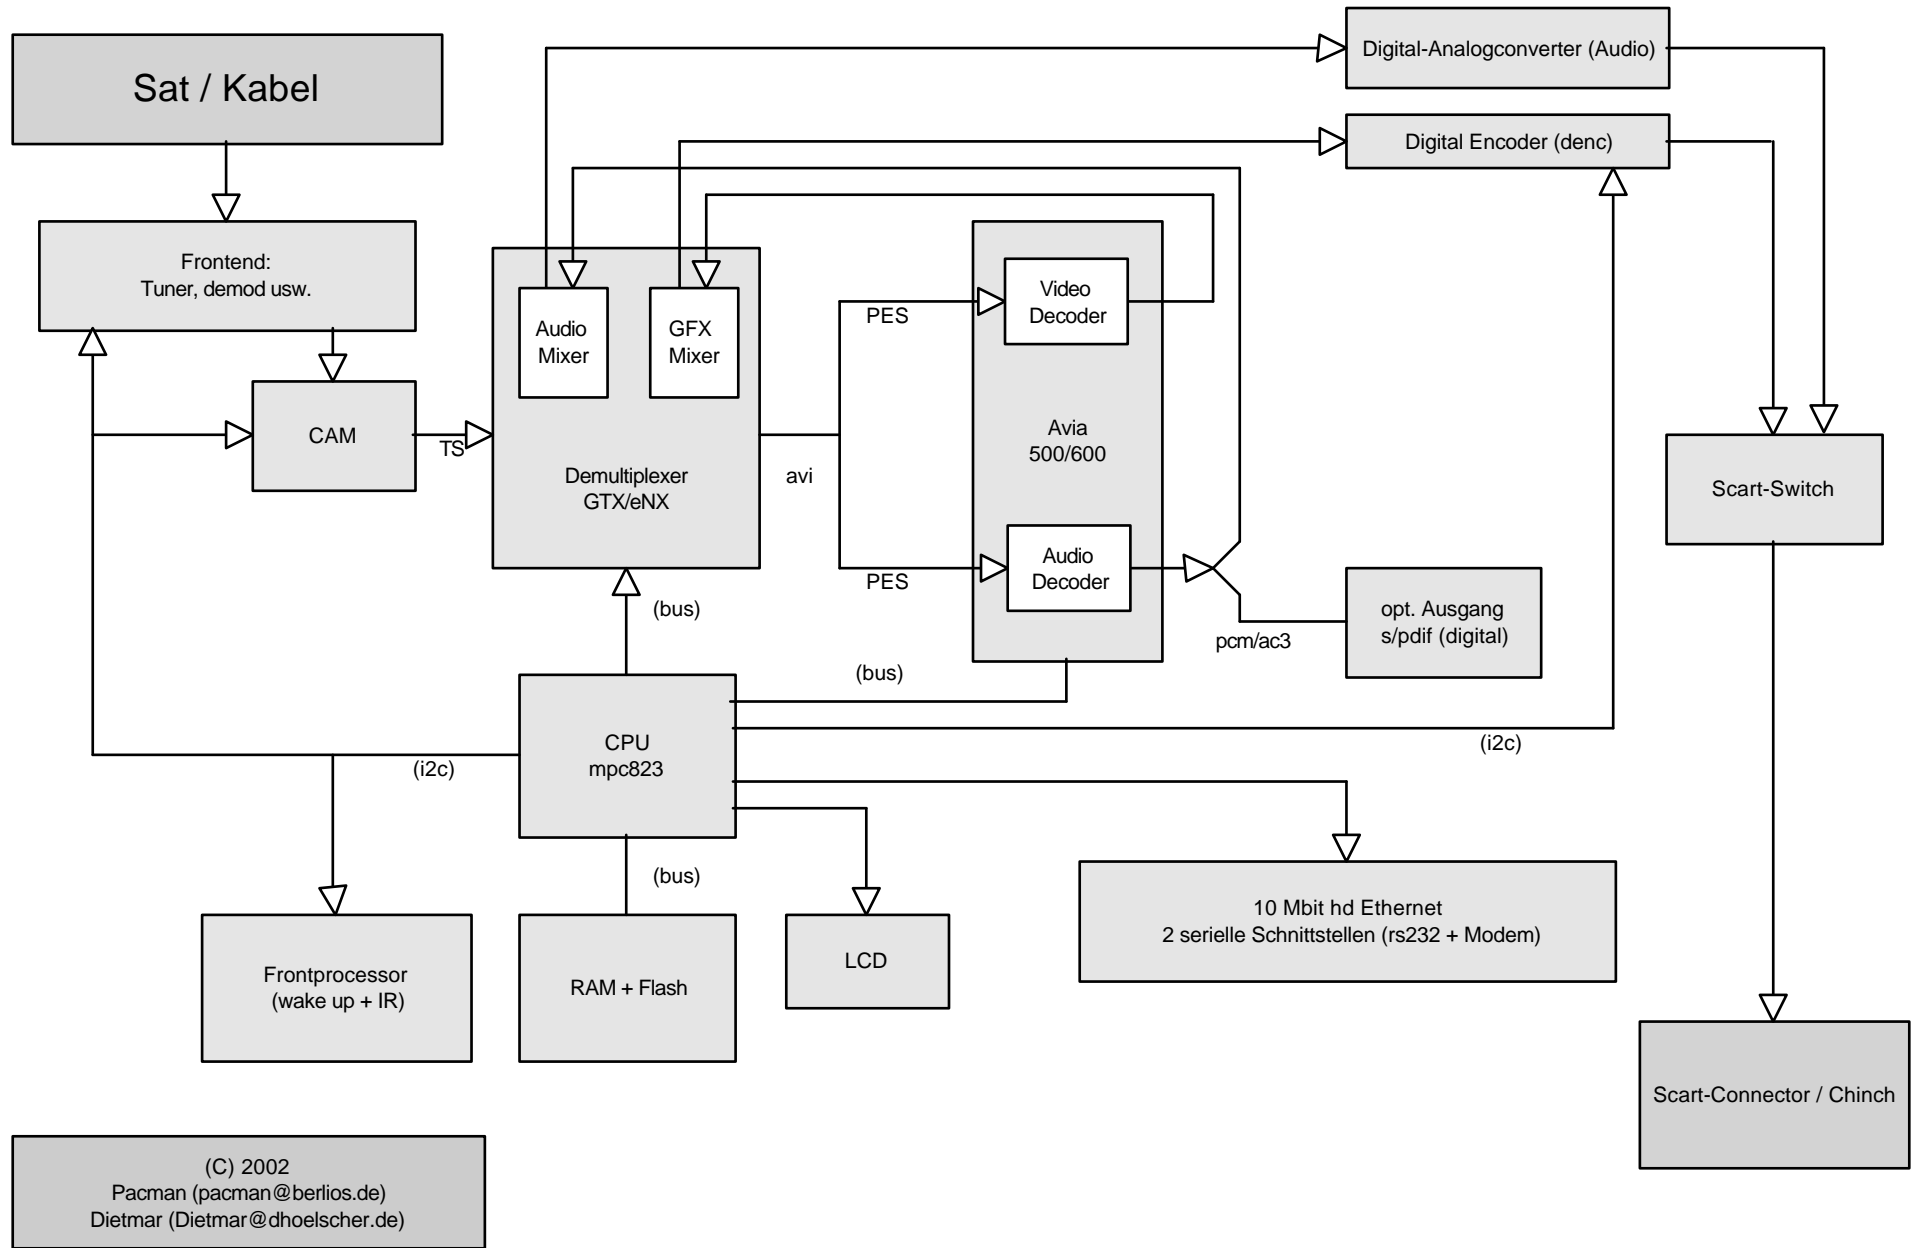 Sat / Kabel
Digital-Analogconverter (Audio)
Digital Encoder (denc)
Frontend:
Tuner, demod usw.
Audio
Mixer
GFX
Mixer
PES
Video
Decoder
CAM
TS
Demultiplexer
GTX/eNX
avi
Avia
500/600
Scart-Switch
PES
Audio
Decoder
(bus)
pcm/ac3
opt. Ausgang
s/pdif (digital)
(bus)
CPU
mpc823
(i2c)
(i2c)
(bus)
Frontprocessor
(wake up + IR)
RAM + Flash
LCD
10 Mbit hd Ethernet
2 serielle Schnittstellen (rs232 + Modem)
Scart-Connector / Chinch
(C) 2002
Pacman (pacman@berlios.de)
Dietmar (Dietmar@dhoelscher.de)